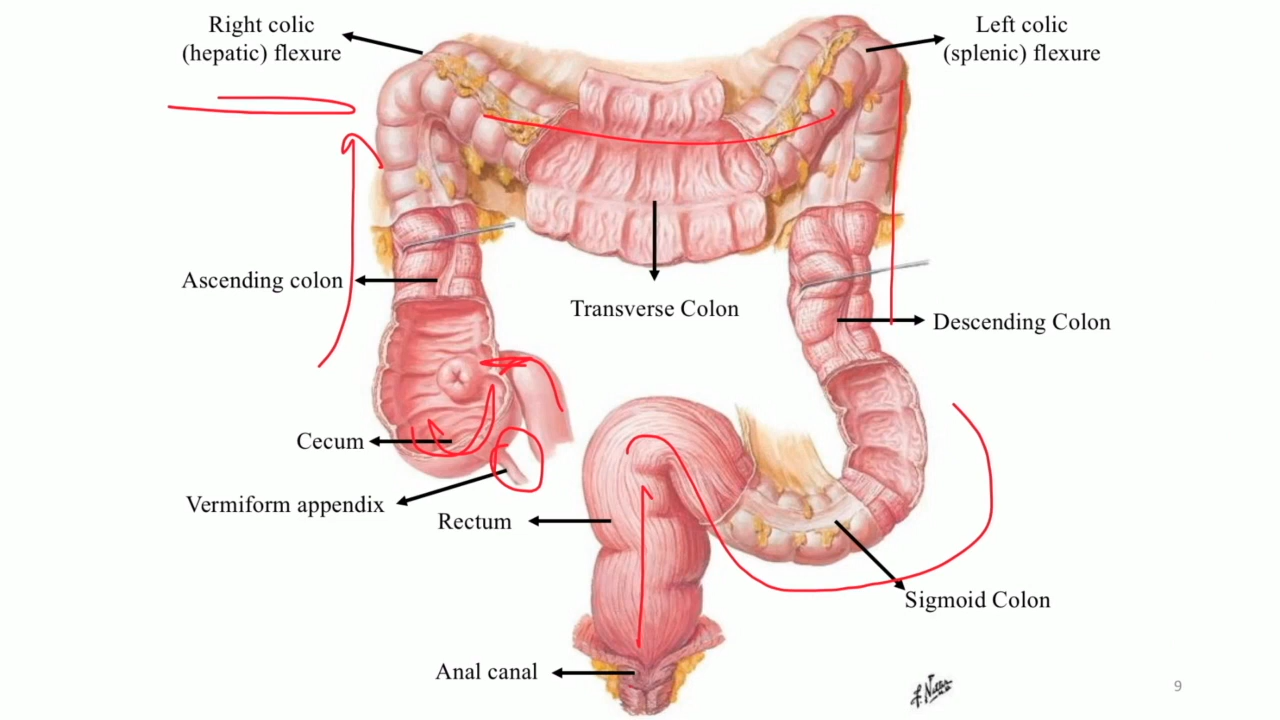 Right colic
(hepatic) flexure
Left colic
(splenic) flexure
Ascending colon
Transverse Colon
Descending Colon
Cecum
Vermiform appendix
Rectum
Sigmoid Colon
Anal canal
9